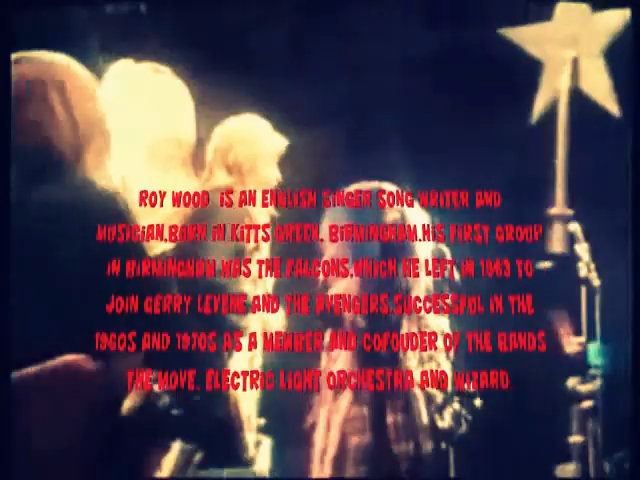 ROY WOOD IS AN ENGLISH SINGER SONG WRITER AND
MUSICIAN.BARN IN KITTS GREEN, BIRMINGHAM.HIS FIRST GROUP
IN BIRMINGHAM WAS THE FALCONS,WHICH HE LEFT IN 1963 TO
JOIN GERRY LEVENE AND THE AVENGERS.SUCCESSFUL IN THE
1960S AND 1970S AS A MEMBER AND COFOUDER OF THE BANDS
THE MOVE, ELECTRIC LIGHT ORCHESTRA AND WIZARD